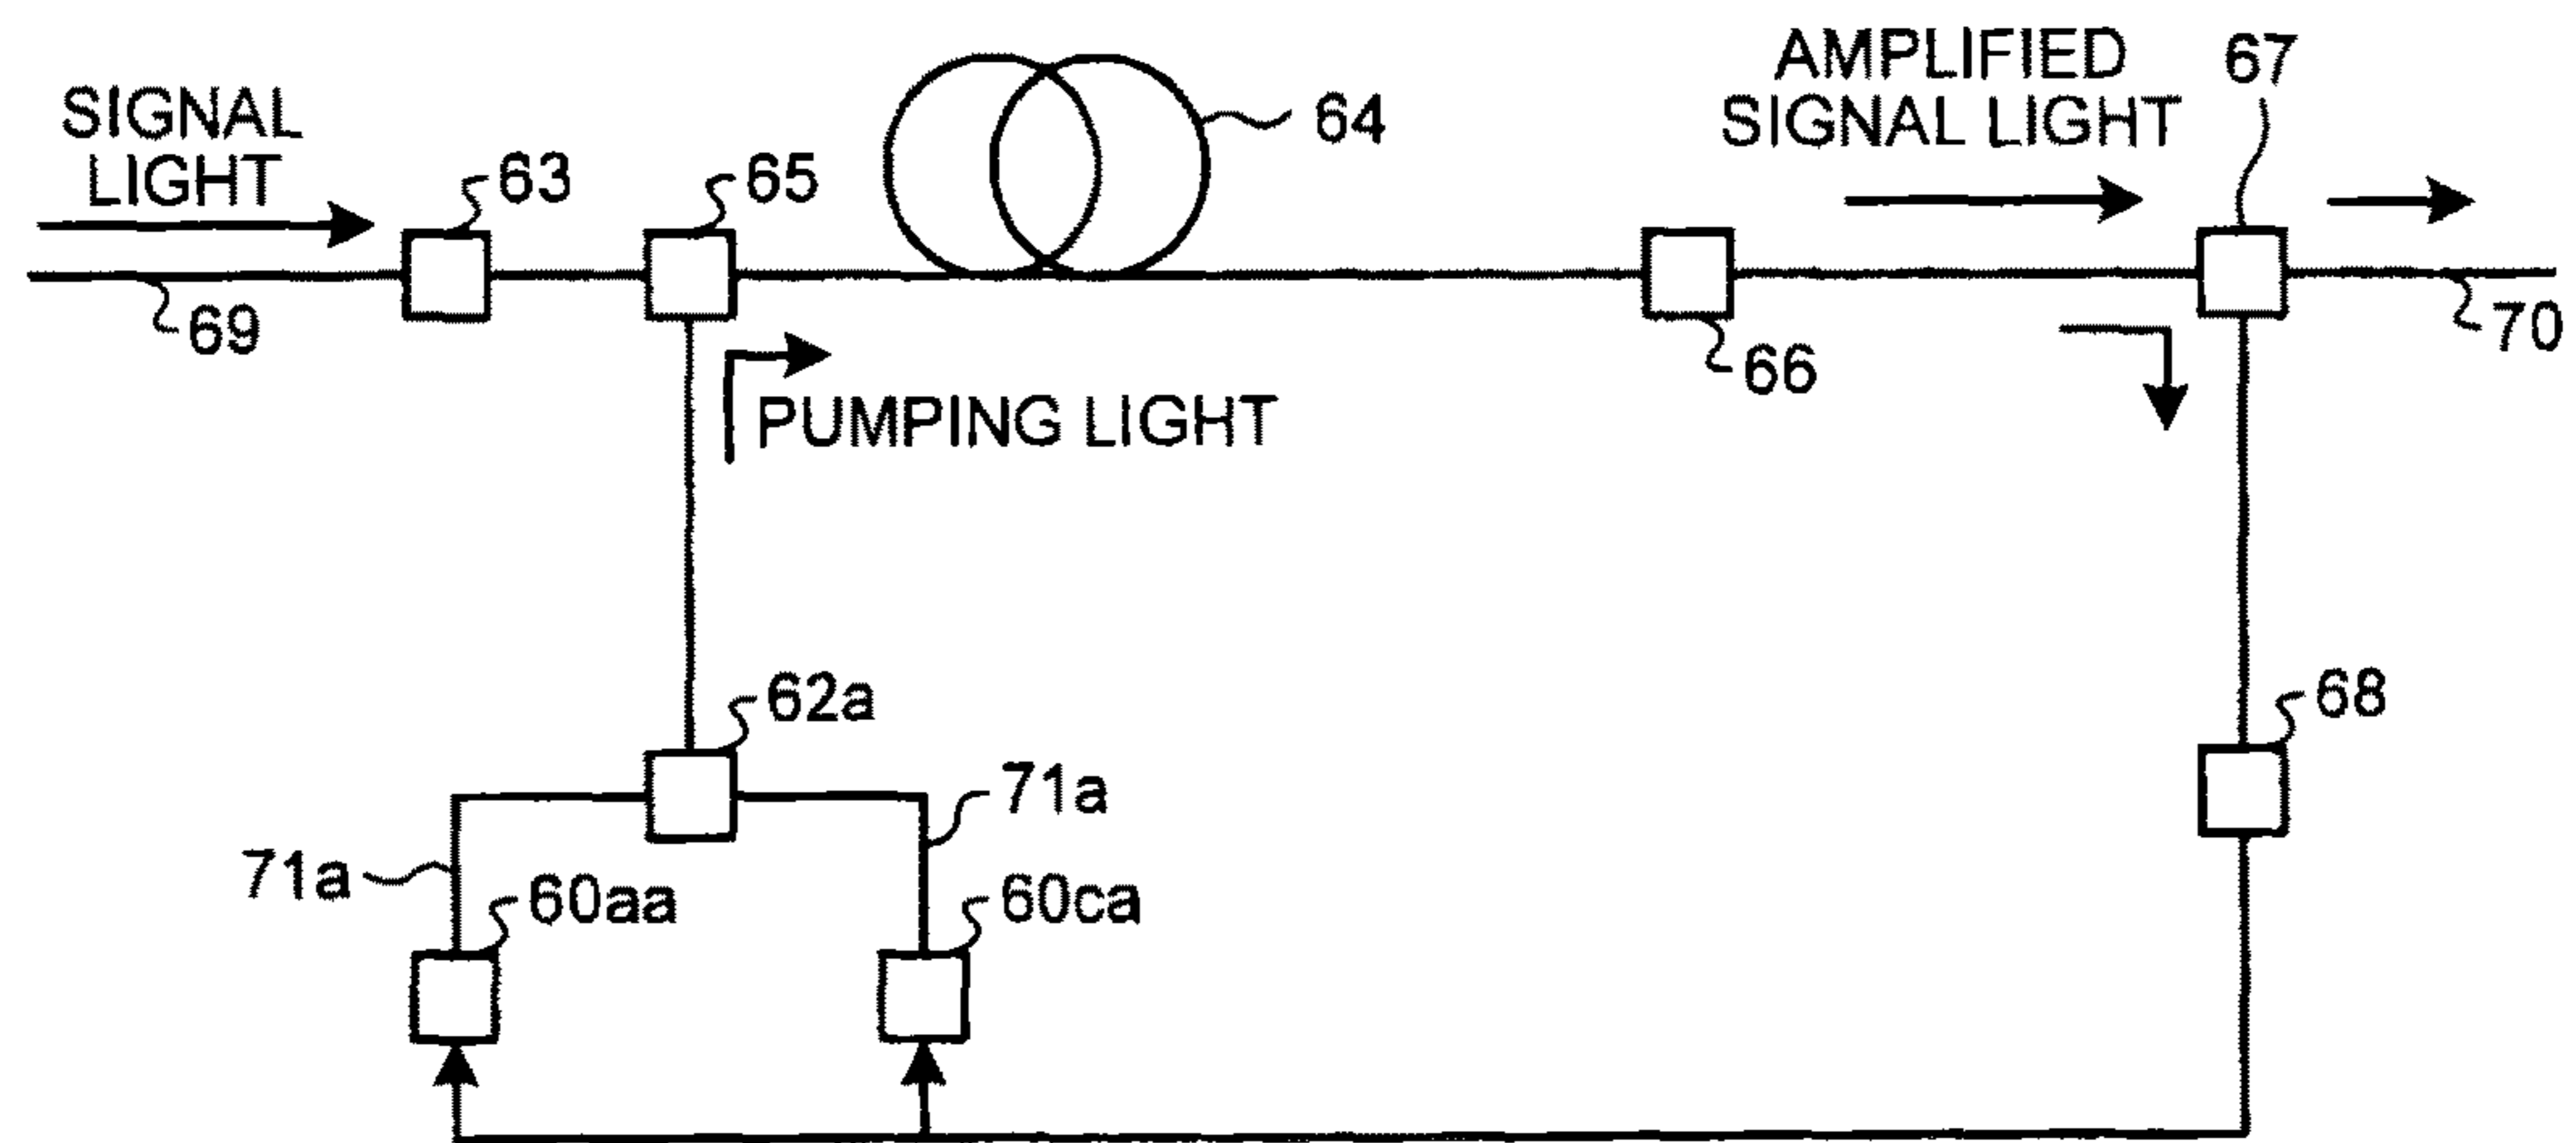 SIGNAL
LIGHT
63
65
64
AMPLIFIED
SIGNAL LIGHT
67
69
66
70
PUMPING LIGHT
62a
68
71a
71a
60aa
60ca